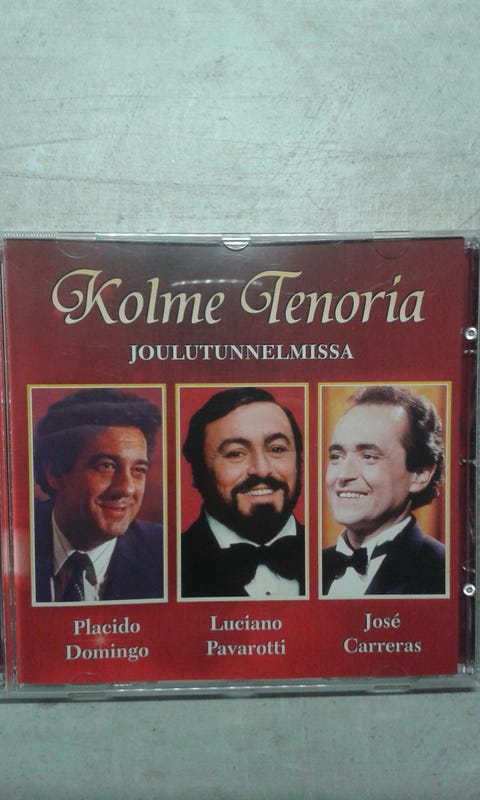 Kolme Tenoria
JOULUTUNNELMISSA
Placido
Domingo
Luciano
Pavarotti
José
Carreras